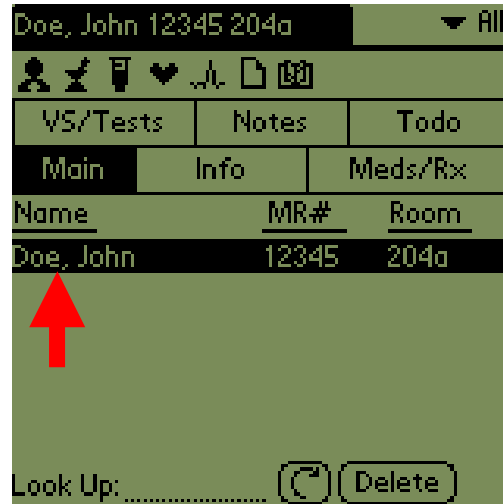 Doe, John 12345 204a All
VS/Tests Notes Todo
Main Info Meds/Rx
Name MR# Room
Doe, John 12345 204a
Look Up: Delete